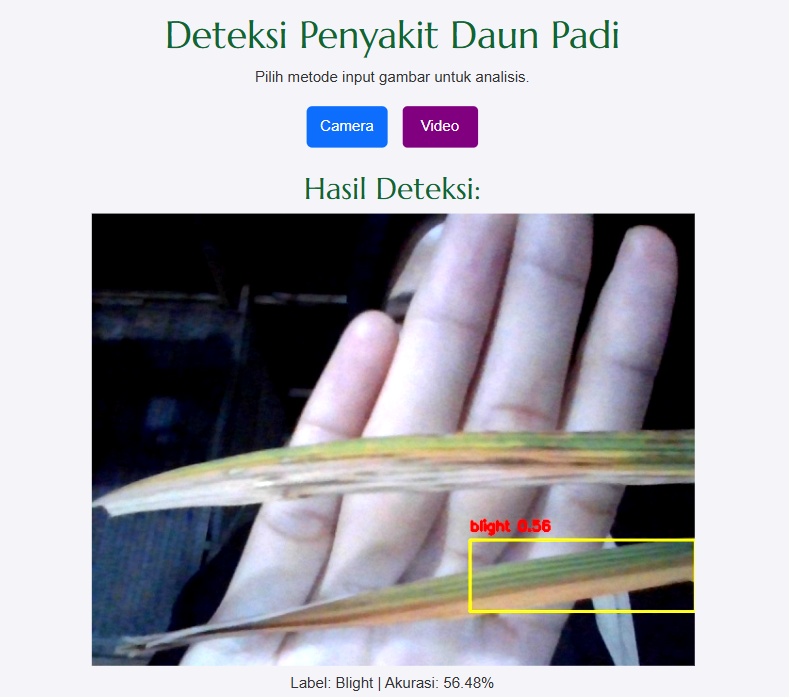 Deteksi Penyakit Daun Padi
Pilih metode input gambar untuk analisis.
Camera Video
Hasil Deteksi:
blight 0.56
Label: Blight | Akurasi: 56.48%